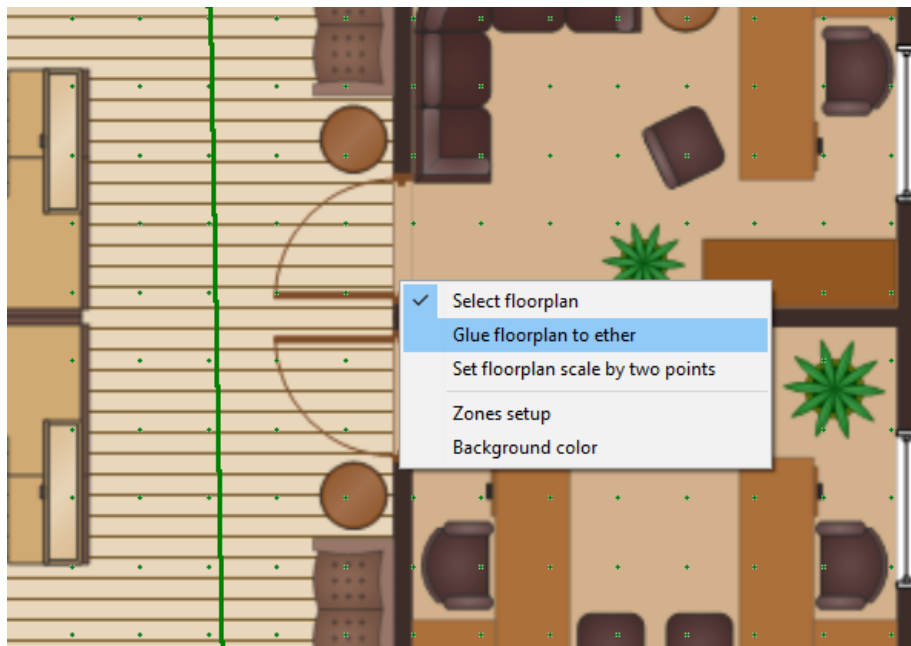 Select floorplan
Glue floorplan to ether
Set floorplan scale by two points
Zones setup
Background color